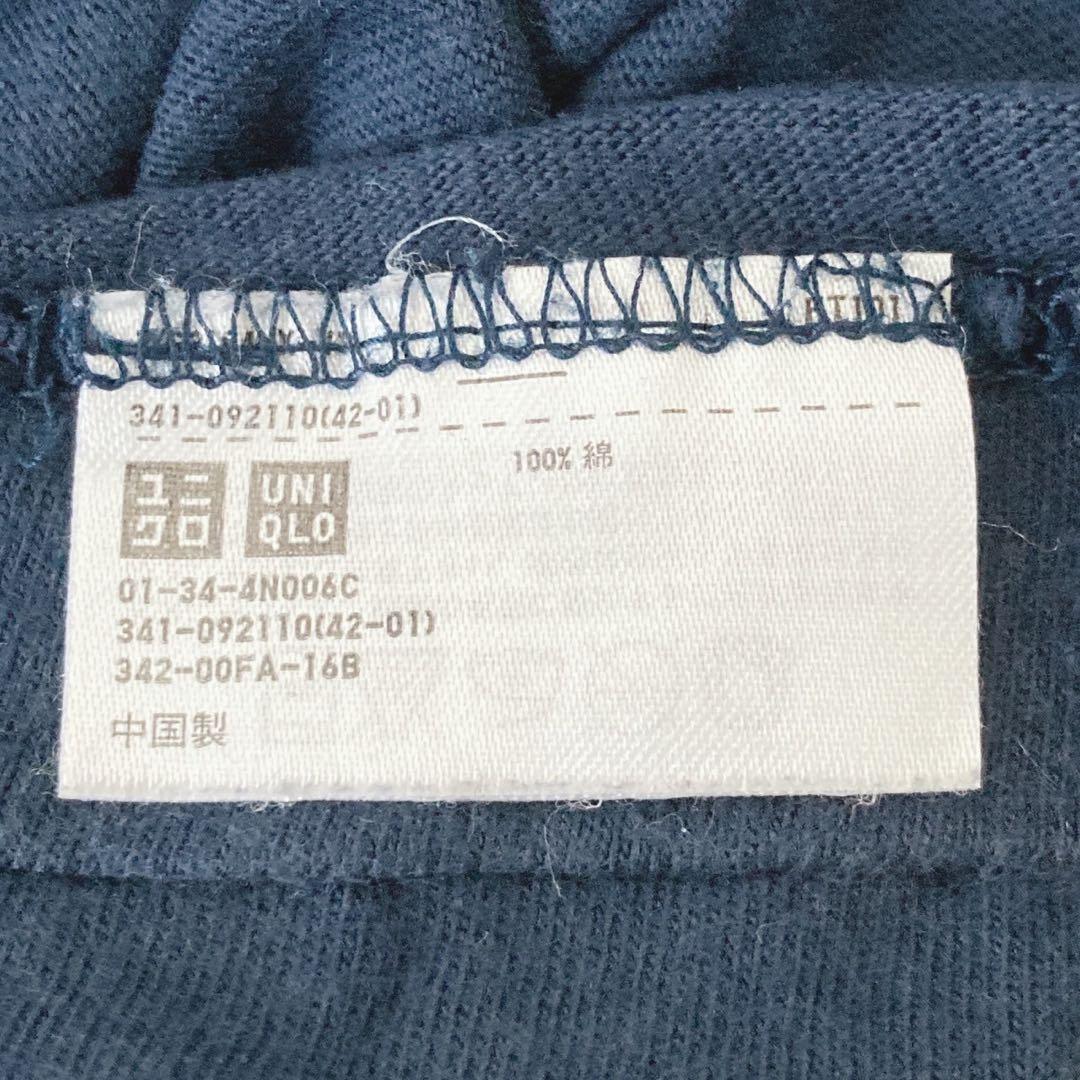 341-092110(42-01)
100% 綿
ユニ
クロ
UNI
QLO
01-34-4N006C
341-092110(42-01)
342-00FA-16B
中国製